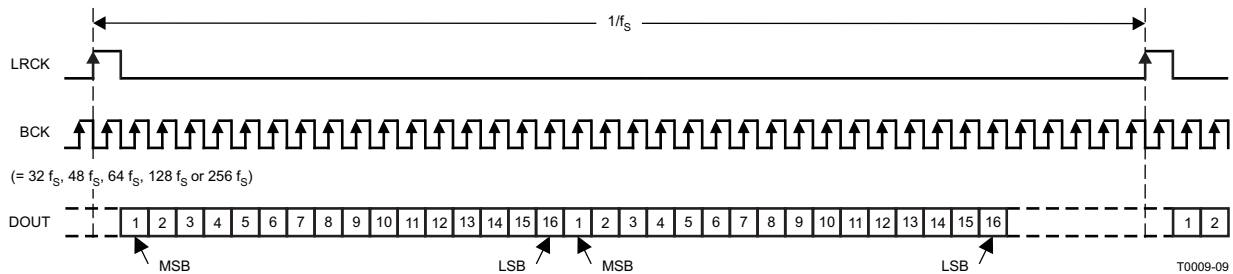 1/fS
LRCK
BCK
(= 32 fS, 48 fS, 64 fS, 128 fS or 256 fS)
DOUT 1 2 3 4 5 6 7 8 9 10 11 12 13 14 15 16 1 2 3 4 5 6 7 8 9 10 11 12 13 14 15 16 1 2
MSB LSB MSB LSB
T0009-09